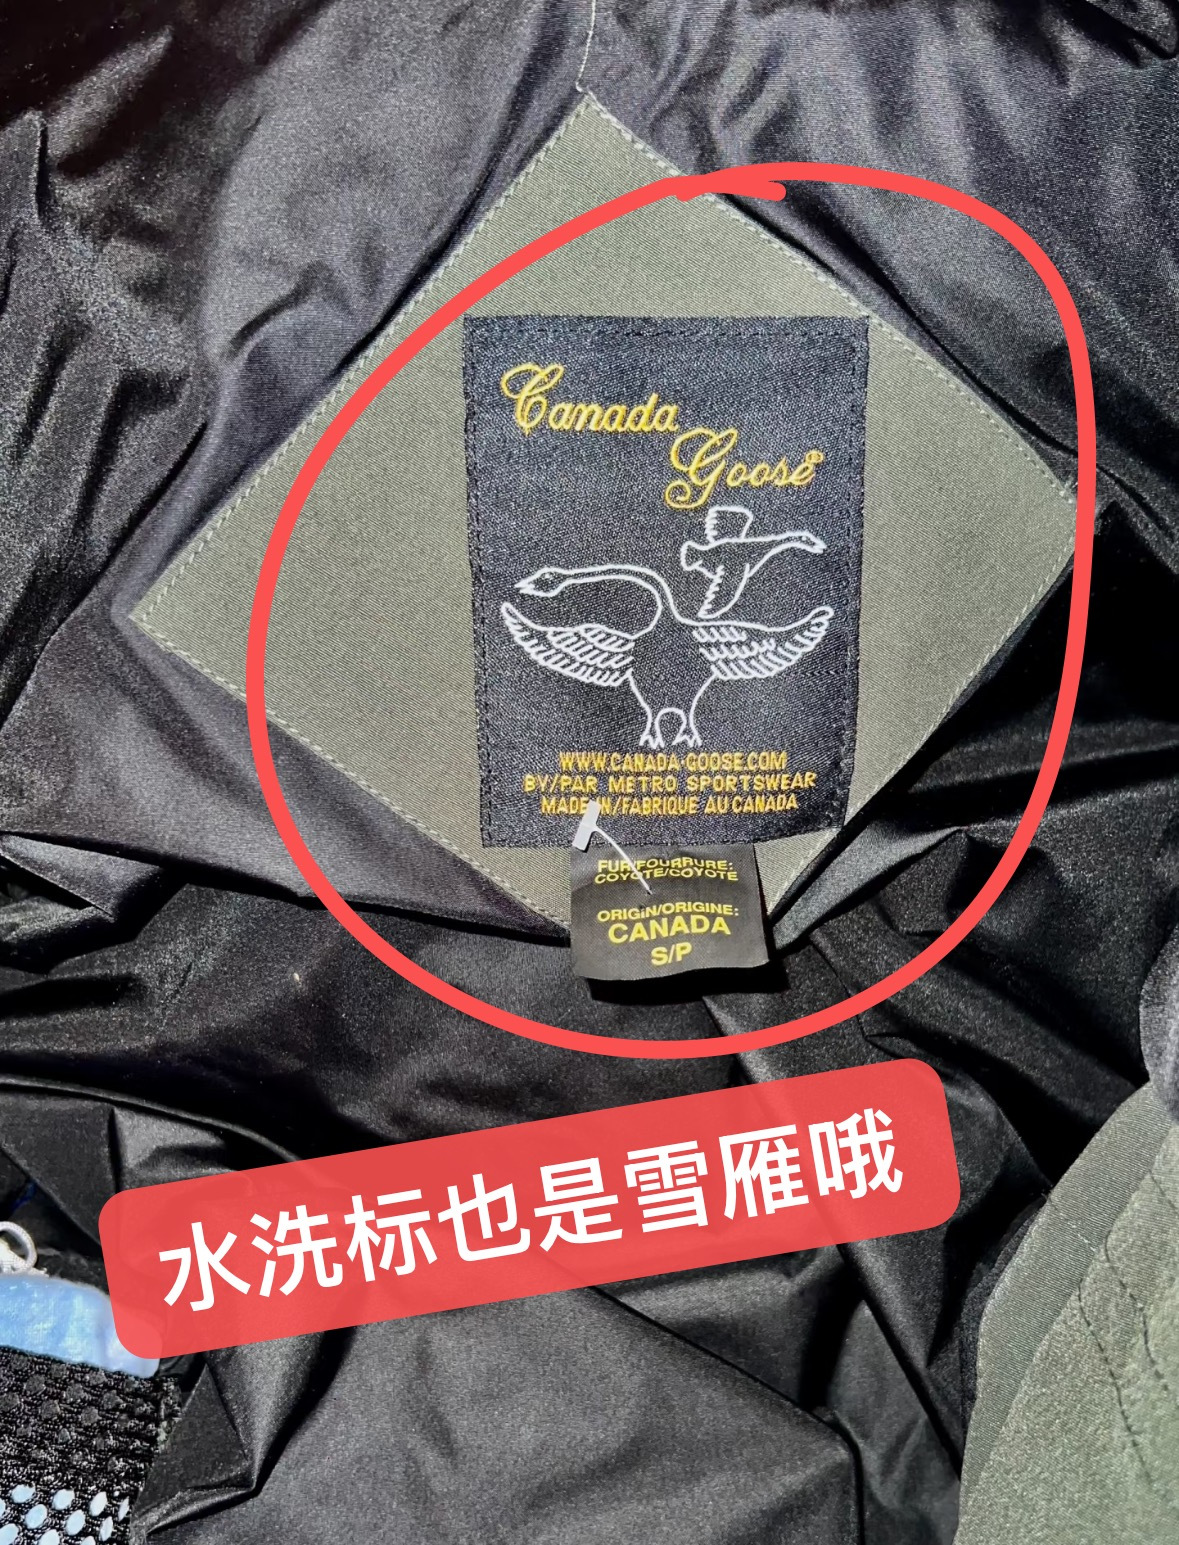 Canada
Goose®
WWW.CANADA-GOOSE.COM
BY/PAR METRO SPORTSWEAR
MADE IN/FABRIQUE AU CANADA
FUR/FOURRURE:
COYOTE/COYOTE
ORIGIN/ORIGINE:
CANADA
S/P
水洗标也是雪雁哦